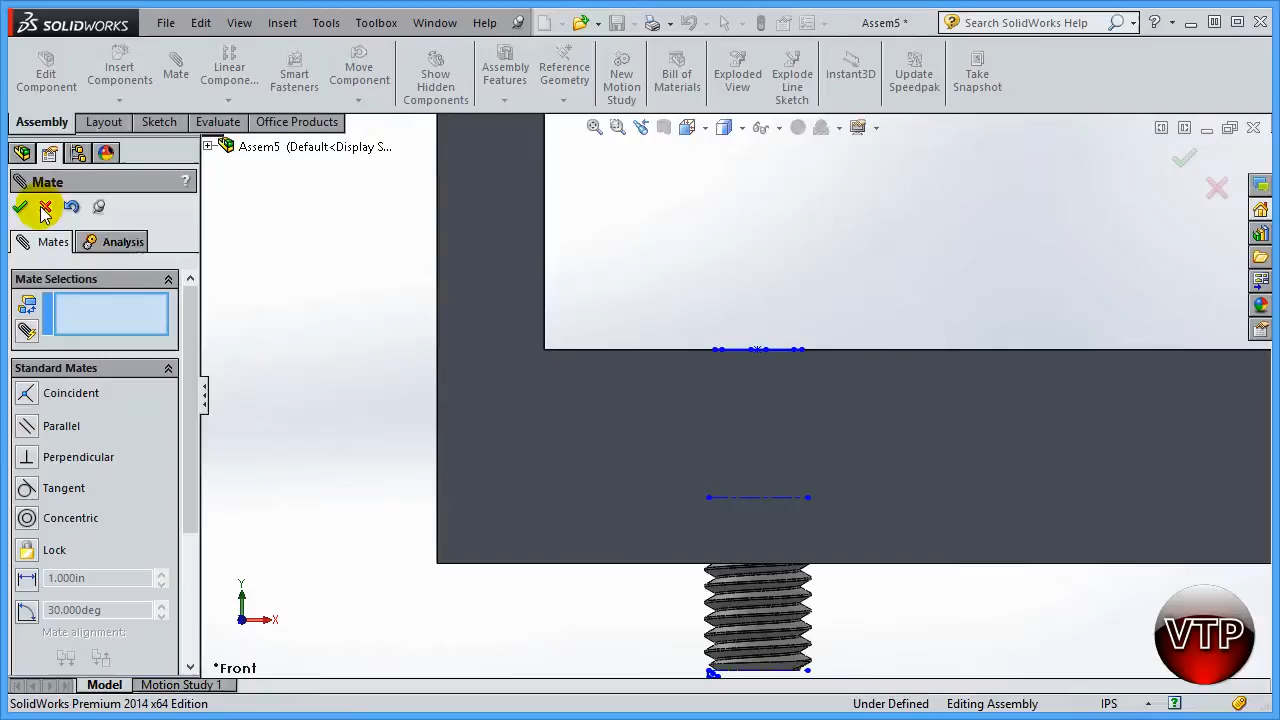 SOLIDWORKS File Edit View Insert Tools Toolbox Window Help Assem5 * Search SolidWorks Help
Edit Component
Insert Components
Mate
Linear Compone...
Smart Fasteners
Move Component
Show Hidden Components
Assembly Features
Reference Geometry
New Motion Study
Bill of Materials
Exploded View
Explode Line Sketch
Instant3D
Update Speedpak
Take Snapshot
Assembly Layout Sketch Evaluate Office Products
Assem5 (Default<Display S...
Mate ?
Mates Analysis
Mate Selections
Standard Mates
Coincident
Parallel
Perpendicular
Tangent
Concentric
Lock
1.000in
30.000deg
Mate alignment:
Y
X
*Front
VTP
Model Motion Study 1
SolidWorks Premium 2014 x64 Edition Under Defined Editing Assembly IPS